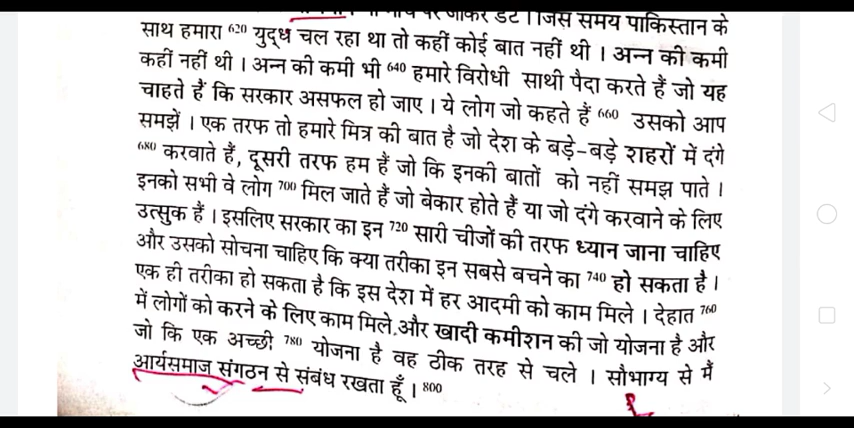 पर जाकर डटे । जिस समय पाकिस्तान के
साथ हमारा 620 युद्ध चल रहा था तो कहीं कोई बात नहीं थी । अन्न की कमी
कहीं नहीं थी । अन्न की कमी भी 640 हमारे विरोधी साथी पैदा करते हैं जो यह
चाहते हैं कि सरकार असफल हो जाए । ये लोग जो कहते हैं 660 उसको आप
समझें । एक तरफ तो हमारे मित्र की बात है जो देश के बड़े-बड़े शहरों में दंगे
680 करवाते हैं, दूसरी तरफ हम हैं जो कि इनकी बातों को नहीं समझ पाते ।
इनको सभी वे लोग 700 मिल जाते हैं जो बेकार होते हैं या जो दंगे करवाने के लिए
उत्सुक हैं । इसलिए सरकार का इन 720 सारी चीजों की तरफ ध्यान जाना चाहिए
और उसको सोचना चाहिए कि क्या तरीका इन सबसे बचने का 740 हो सकता है ।
एक ही तरीका हो सकता है कि इस देश में हर आदमी को काम मिले । देहात 760
में लोगों को करने के लिए काम मिले और खादी कमीशन की जो योजना है और
जो कि एक अच्छी 780 योजना है वह ठीक तरह से चले । सौभाग्य से मैं
आर्यसमाज संगठन से संबंध रखता हूँ । 800